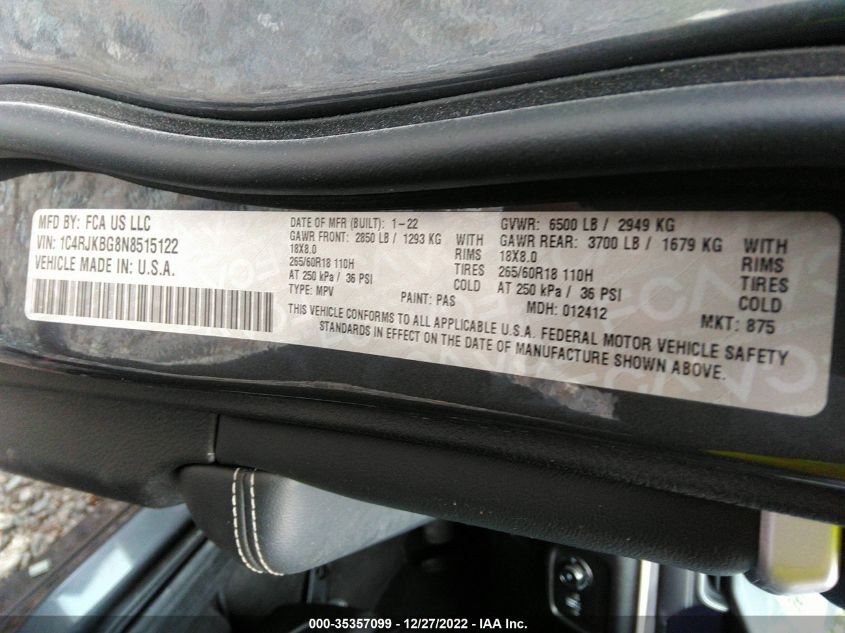 MFD BY: FCA US LLC
VIN: 1C4RJKBG8N8515122
VEHICLE MADE IN: U.S.A.
DATE OF MFR (BUILT): 1-22
GAWR FRONT: 2850 LB / 1293 KG WITH
18X8.0 RIMS
265/60R18 110H TIRES
AT 250 kPa / 36 PSI COLD
TYPE: MPV PAINT: PAS
GVWR: 6500 LB / 2949 KG
GAWR REAR: 3700 LB / 1679 KG WITH
18X8.0 RIMS
265/60R18 110H TIRES
AT 250 kPa / 36 PSI COLD
MDH: 012412 MKT: 875
THIS VEHICLE CONFORMS TO ALL APPLICABLE U.S.A. FEDERAL MOTOR VEHICLE SAFETY
STANDARDS IN EFFECT ON THE DATE OF MANUFACTURE SHOWN ABOVE.
000-35357099 - 12/27/2022 - IAA Inc.